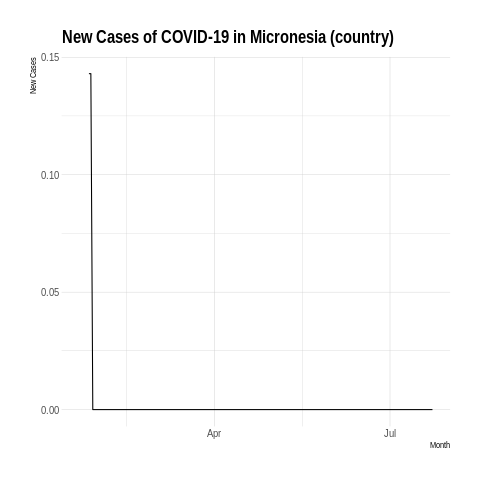 New Cases of COVID-19 in Micronesia (country)
New Cases
0.15
0.10
0.05
0.00
Apr
Jul
Month